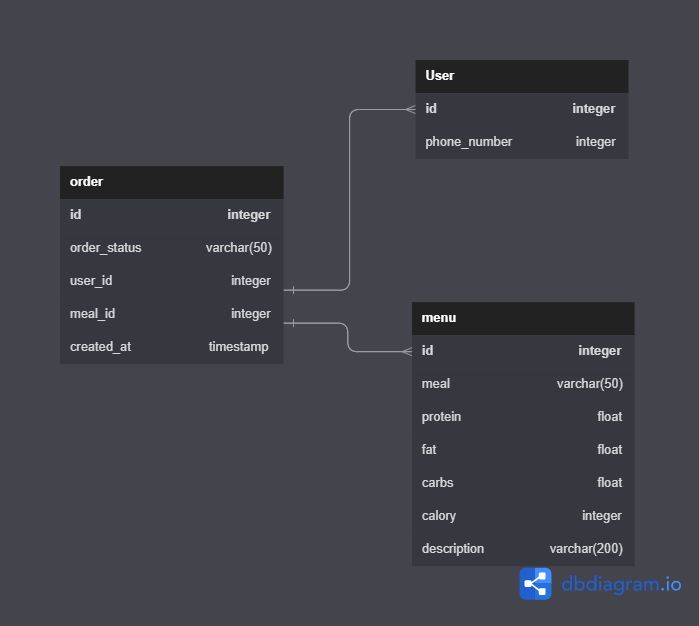 User
id integer
phone_number integer
order
id integer
order_status varchar(50)
user_id integer
meal_id integer
created_at timestamp
menu
id integer
meal varchar(50)
protein float
fat float
carbs float
calory integer
description varchar(200)
dbdiagram.io